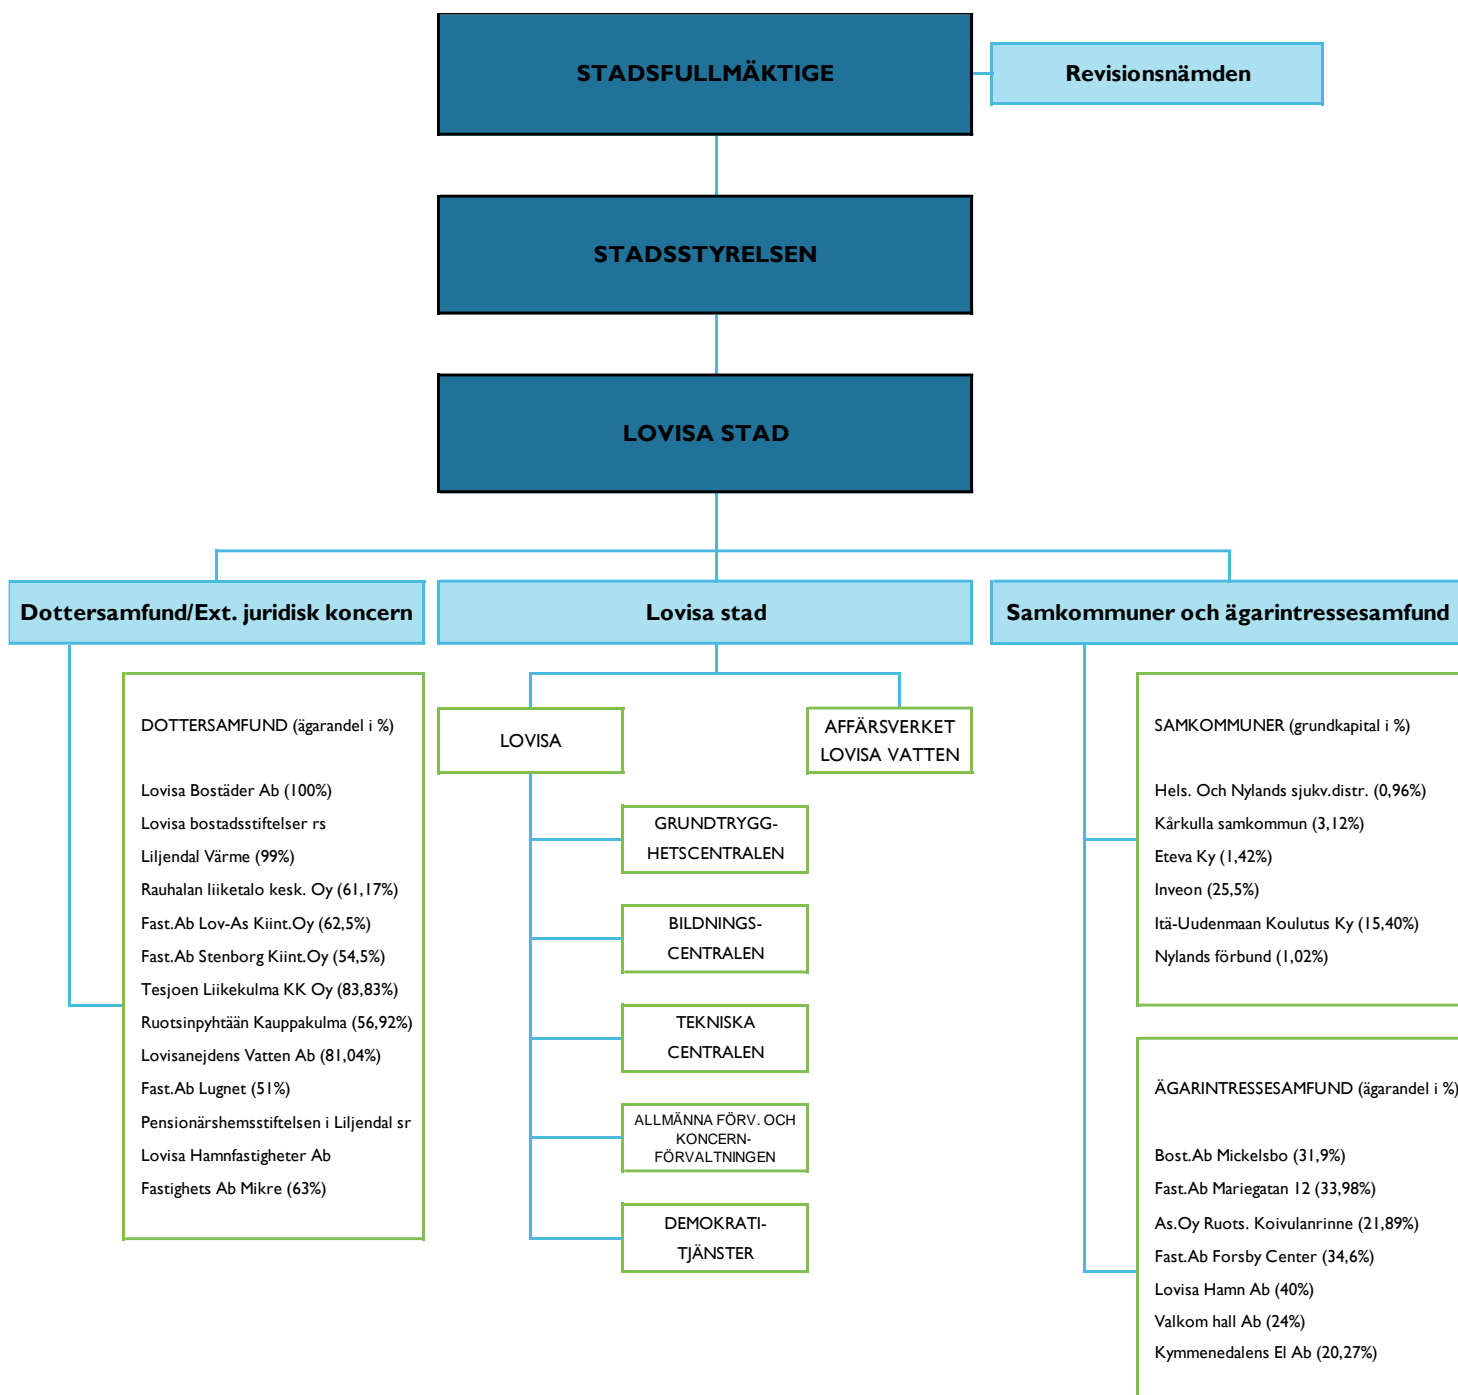 STADSFULLMÄKTIGE
Revisionsnämden
STADSSTYRELSEN
LOVISA STAD
Dottersamfund/Ext. juridisk koncern
Lovisa stad
Samkommuner och ägarintressesamfund
DOTTERSAMFUND (ägarandel i %)
Lovisa Bostäder Ab (100%)
Lovisa bostadsstiftelser rs
Liljendal Värme (99%)
Rauhalan liiketalo kesk. Oy (61,17%)
Fast.Ab Lov-As Kiint.Oy (62,5%)
Fast.Ab Stenborg Kiint.Oy (54,5%)
Tesjoen Liikekulma KK Oy (83,83%)
Ruotsinpyhtään Kauppakulma (56,92%)
Lovisanejdens Vatten Ab (81,04%)
Fast.Ab Lugnet (51%)
Pensionärshemsstiftelsen i Liljendal sr
Lovisa Hamnfastigheter Ab
Fastighets Ab Mikre (63%)
LOVISA
AFFÄRSVERKET
LOVISA VATTEN
GRUNDTRYGG-
HETSCENTRALEN
BILDNINGS-
CENTRALEN
TEKNISKA
CENTRALEN
ALLMÄNNA FÖRV. OCH
KONCERN-
FÖRVALTNINGEN
DEMOKRATI-
TJÄNSTER
SAMKOMMUNER (grundkapital i %)
Hels. Och Nylands sjukv.distr. (0,96%)
Kårkulla samkommun (3,12%)
Eteva Ky (1,42%)
Inveon (25,5%)
Itä-Uudenmaan Koulutus Ky (15,40%)
Nylands förbund (1,02%)
ÄGARINTRESSESAMFUND (ägarandel i %)
Bost.Ab Mickelsbo (31,9%)
Fast.Ab Mariegatan 12 (33,98%)
As.Oy Ruots. Koivulanrinne (21,89%)
Fast.Ab Forsby Center (34,6%)
Lovisa Hamn Ab (40%)
Valkom hall Ab (24%)
Kymmenedalens El Ab (20,27%)